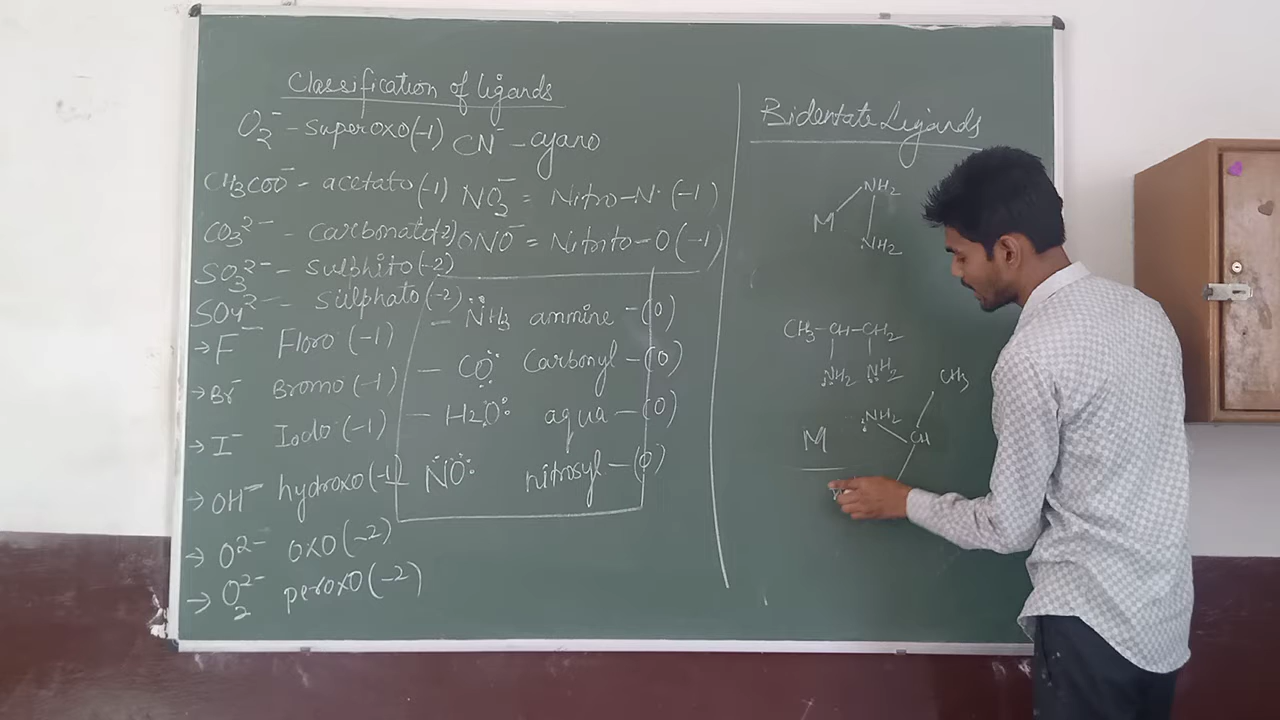 Classification of ligands
O₂⁻ - superoxo (-1)
CN⁻ - cyano
CH₃COO⁻ - acetato (-1)
NO₂⁻ = Nitro-N. (-1)
CO₃²⁻ - carbonato (-2)
ONO⁻ = Nitrito-O (-1)
SO₃²⁻ - sulphito (-2)
SO₄²⁻ - sulphato (-2)
→ F⁻ Floro (-1)
→ Br⁻ Bromo (-1)
→ I⁻ Iodo (-1)
→ OH⁻ hydroxo (-1)
→ O²⁻ oxo (-2)
→ O₂²⁻ peroxo (-2)
- NH₃ ammine - (0)
- CO carbonyl - (0)
- H₂O aqua - (0)
NO nitrosyl - (0)
Bidentate Ligands
NH₂
M
NH₂
CH₃-CH-CH₂
NH₂ NH₂
CH₃
NH₂
M CH